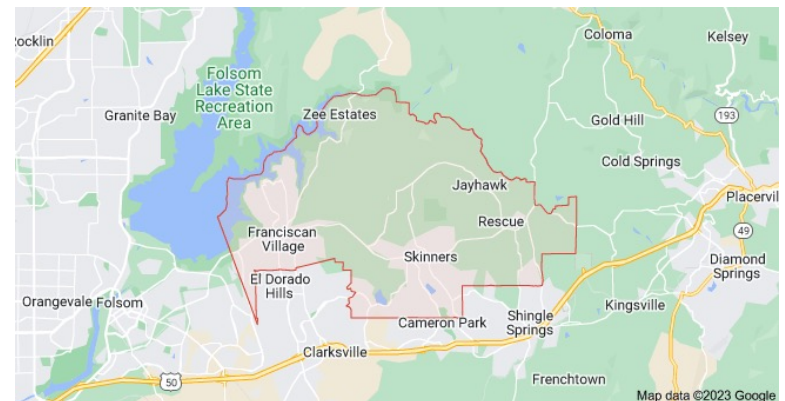 Rocklin
Coloma
Kelsey
Folsom
Lake State
Recreation
Area
Granite Bay
Zee Estates
193
Gold Hill
Cold Springs
Jayhawk
Placervil
Rescue
49
Franciscan
Village
Skinners
Diamond
Springs
El Dorado
Hills
Orangevale
Folsom
Kingsville
Shingle
Springs
Cameron Park
Clarksville
50
Frenchtown
Map data ©2023 Google